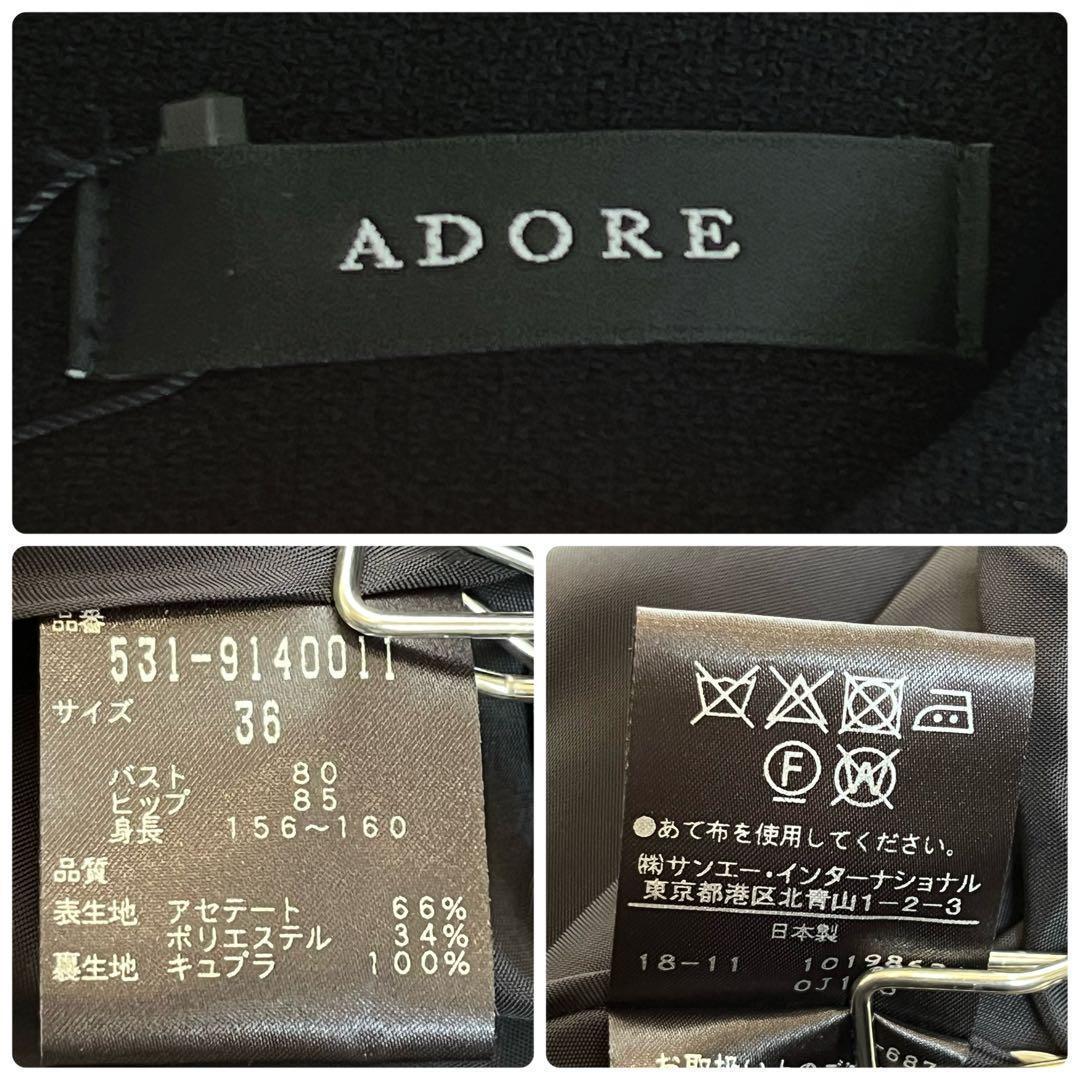 ADORE
品番
531-9140011
サイズ 36
バスト 80
ヒップ 85
身長 156~160
品質
表生地 アセテート 66%
ポリエステル 34%
裏生地 キュプラ 100%
F W
●あて布を使用してください。
(株)サンエー・インターナショナル
東京都港区北青山1-2-3
日本製
18-11